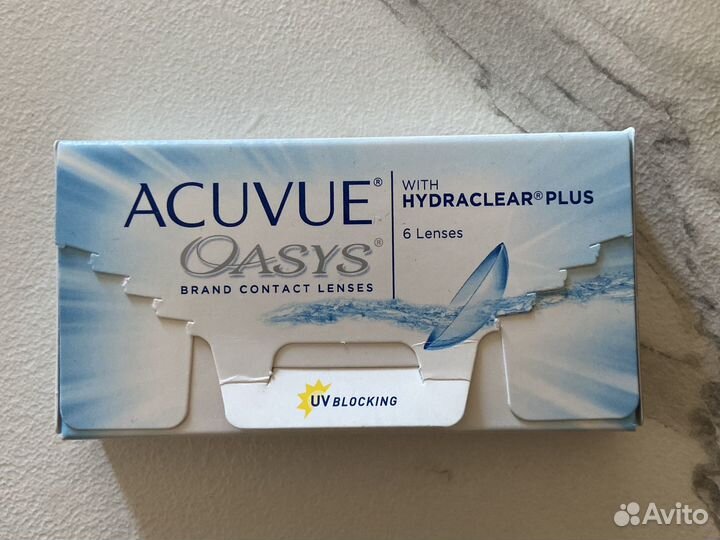 ACUVUE®
OASYS®
BRAND CONTACT LENSES
WITH
HYDRACLEAR® PLUS
6 Lenses
UV BLOCKING
Avito